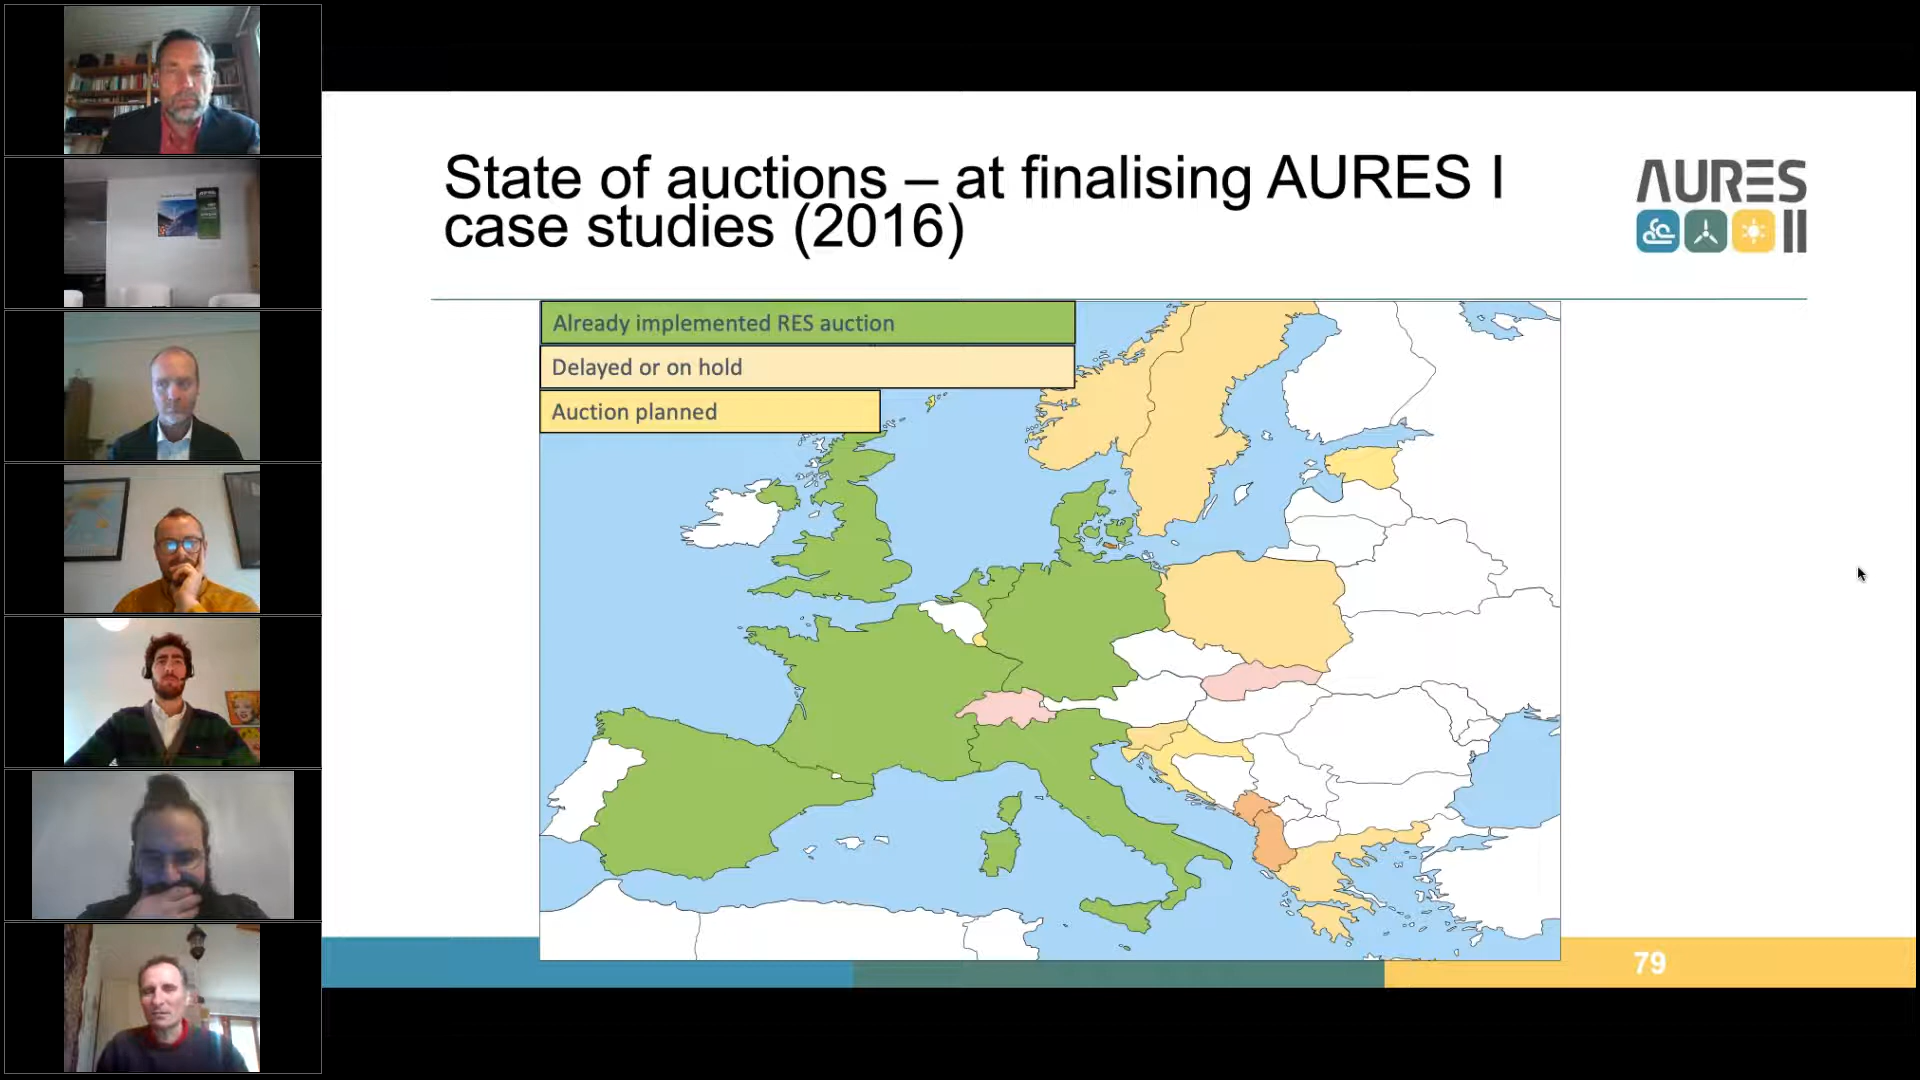 State of auctions – at finalising AURES I
case studies (2016)
AURES
II
Already implemented RES auction
Delayed or on hold
Auction planned
79